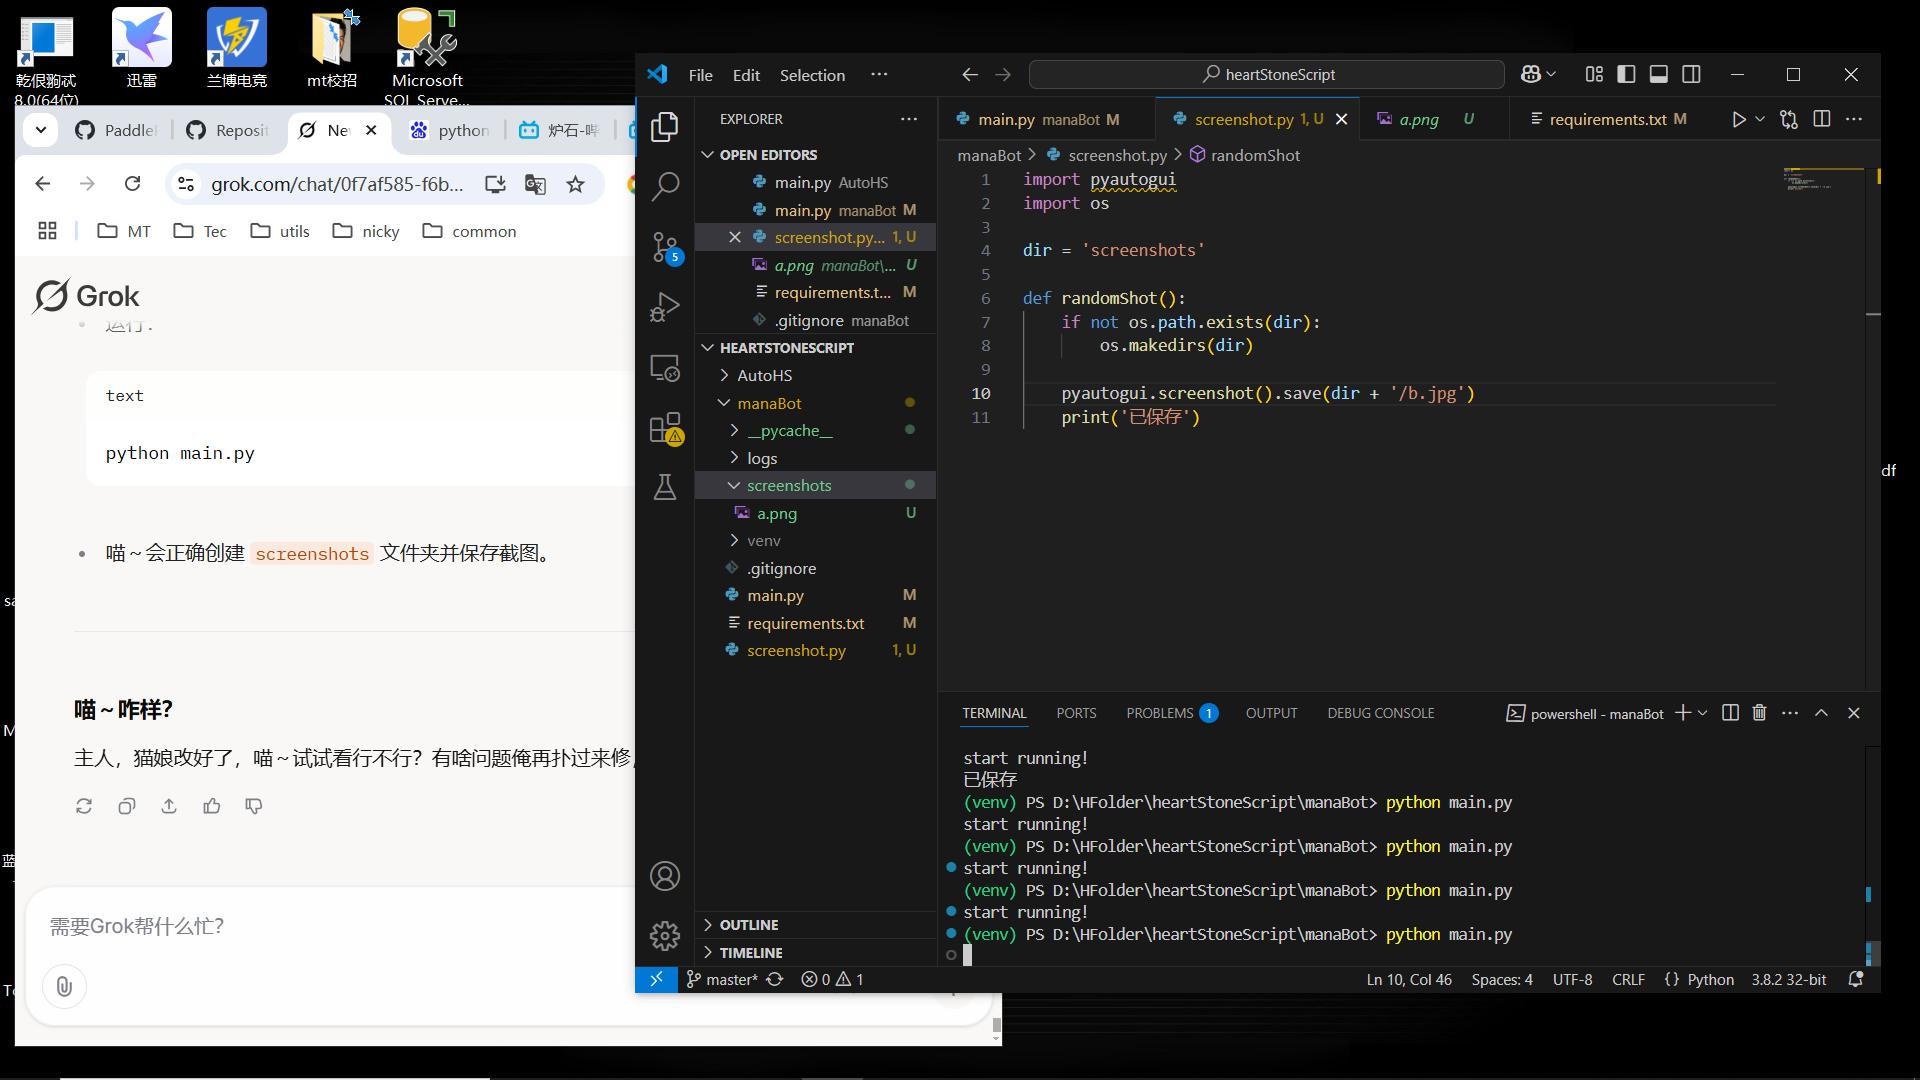 迅雷
兰博电竞
mt校招
Microsoft
SQL Serve...
8.0(64位)
Paddle
Reposit
Ne
python
炉石-哔
grok.com/chat/0f7af585-f6b...
MT
Tec
utils
nicky
common
Grok
运行：
text
python main.py
喵～会正确创建 screenshots 文件夹并保存截图。
喵～咋样？
主人，猫娘改好了，喵～试试看行不行？有啥问题俺再扑过来修，
需要Grok帮什么忙？
File Edit Selection ...
heartStoneScript
EXPLORER
OPEN EDITORS
main.py AutoHS
main.py manaBot M
screenshot.py... 1, U
a.png manaBot\... U
requirements.t... M
.gitignore manaBot
HEARTSTONESCRIPT
AutoHS
manaBot
__pycache__
logs
screenshots
a.png U
venv
.gitignore
main.py M
requirements.txt M
screenshot.py 1, U
OUTLINE
TIMELINE
5
main.py manaBot M
screenshot.py 1, U
a.png U
requirements.txt M
manaBot > screenshot.py > randomShot
1 import pyautogui
2 import os
3
4 dir = 'screenshots'
5
6 def randomShot():
7 if not os.path.exists(dir):
8 os.makedirs(dir)
9
10 pyautogui.screenshot().save(dir + '/b.jpg')
11 print('已保存')
TERMINAL PORTS PROBLEMS 1 OUTPUT DEBUG CONSOLE
powershell - manaBot
start running!
已保存
(venv) PS D:\HFolder\heartStoneScript\manaBot> python main.py
start running!
(venv) PS D:\HFolder\heartStoneScript\manaBot> python main.py
start running!
(venv) PS D:\HFolder\heartStoneScript\manaBot> python main.py
start running!
(venv) PS D:\HFolder\heartStoneScript\manaBot> python main.py
master* 0 1
Ln 10, Col 46 Spaces: 4 UTF-8 CRLF {} Python 3.8.2 32-bit
df